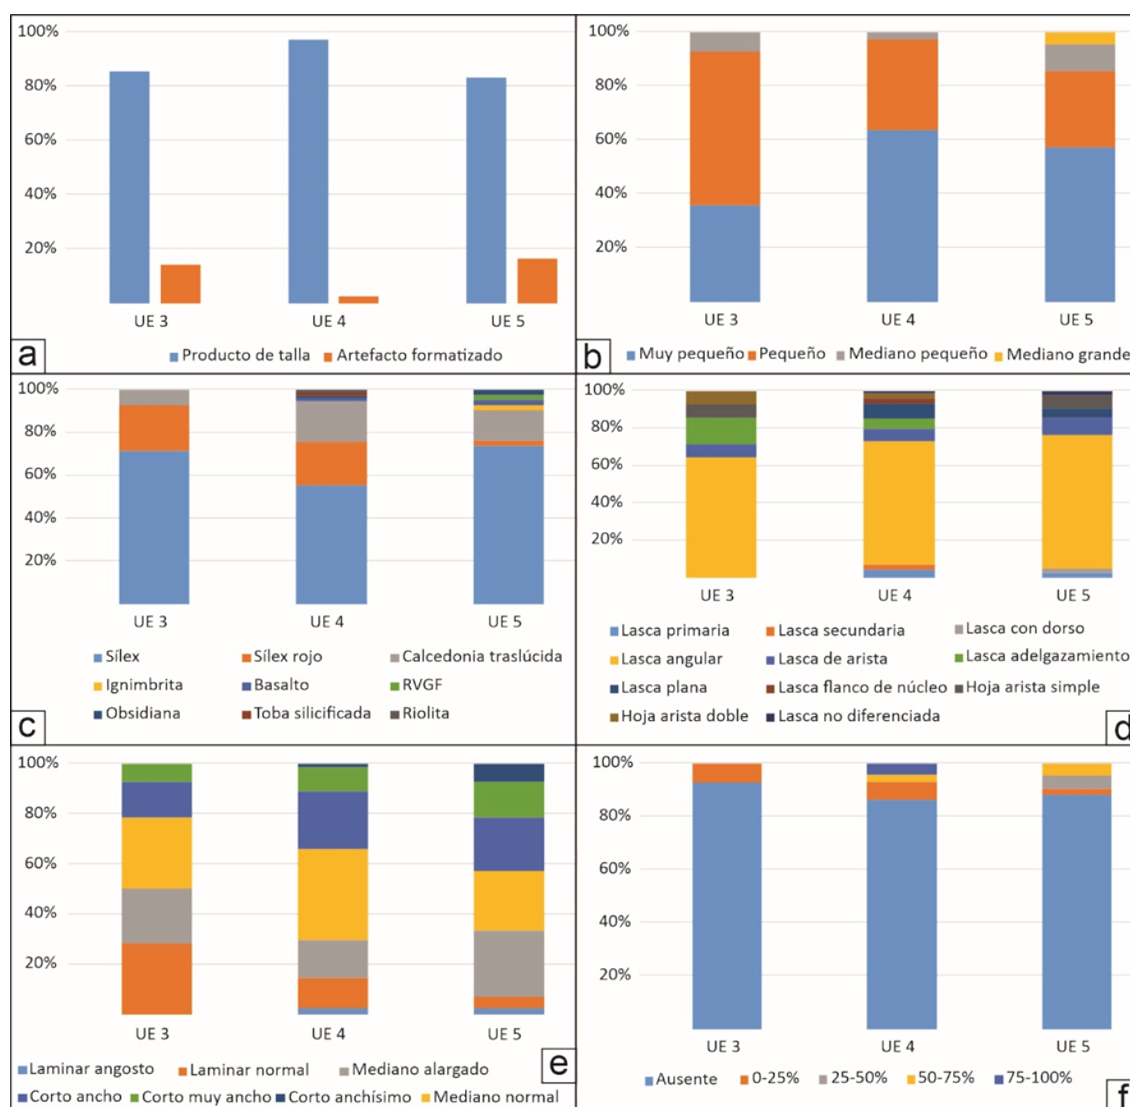 100%
80%
60%
40%
20%
UE 3 UE 4 UE 5
Producto de talla Artefacto formatizado
a
100%
80%
60%
40%
20%
UE 3 UE 4 UE 5
Muy pequeño Pequeño Mediano pequeño Mediano grande
b
100%
80%
60%
40%
20%
UE 3 UE 4 UE 5
Sílex Sílex rojo Calcedonia traslúcida
Ignimbrita Basalto RVGF
Obsidiana Toba silicificada Riolita
c
100%
80%
60%
40%
20%
UE 3 UE 4 UE 5
Lasca primaria Lasca secundaria Lasca con dorso
Lasca angular Lasca de arista Lasca adelgazamiento
Lasca plana Lasca flanco de núcleo Hoja arista simple
Hoja arista doble Lasca no diferenciada
d
100%
80%
60%
40%
20%
UE 3 UE 4 UE 5
Laminar angosto Laminar normal Mediano alargado
Corto ancho Corto muy ancho Corto anchísimo Mediano normal
e
100%
80%
60%
40%
20%
UE 3 UE 4 UE 5
Ausente 0-25% 25-50% 50-75% 75-100%
f